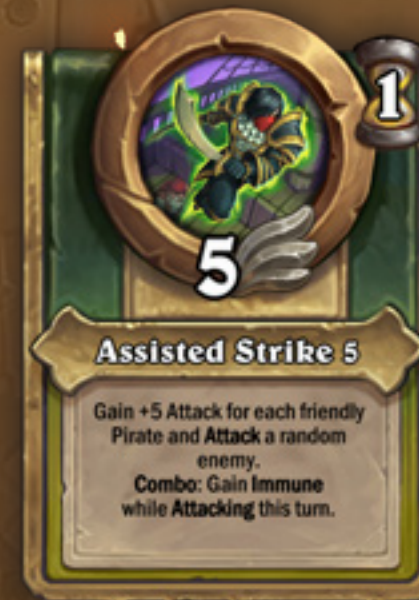 1
5
Assisted Strike 5
Gain +5 Attack for each friendly
Pirate and Attack a random
enemy.
Combo: Gain Immune
while Attacking this turn.